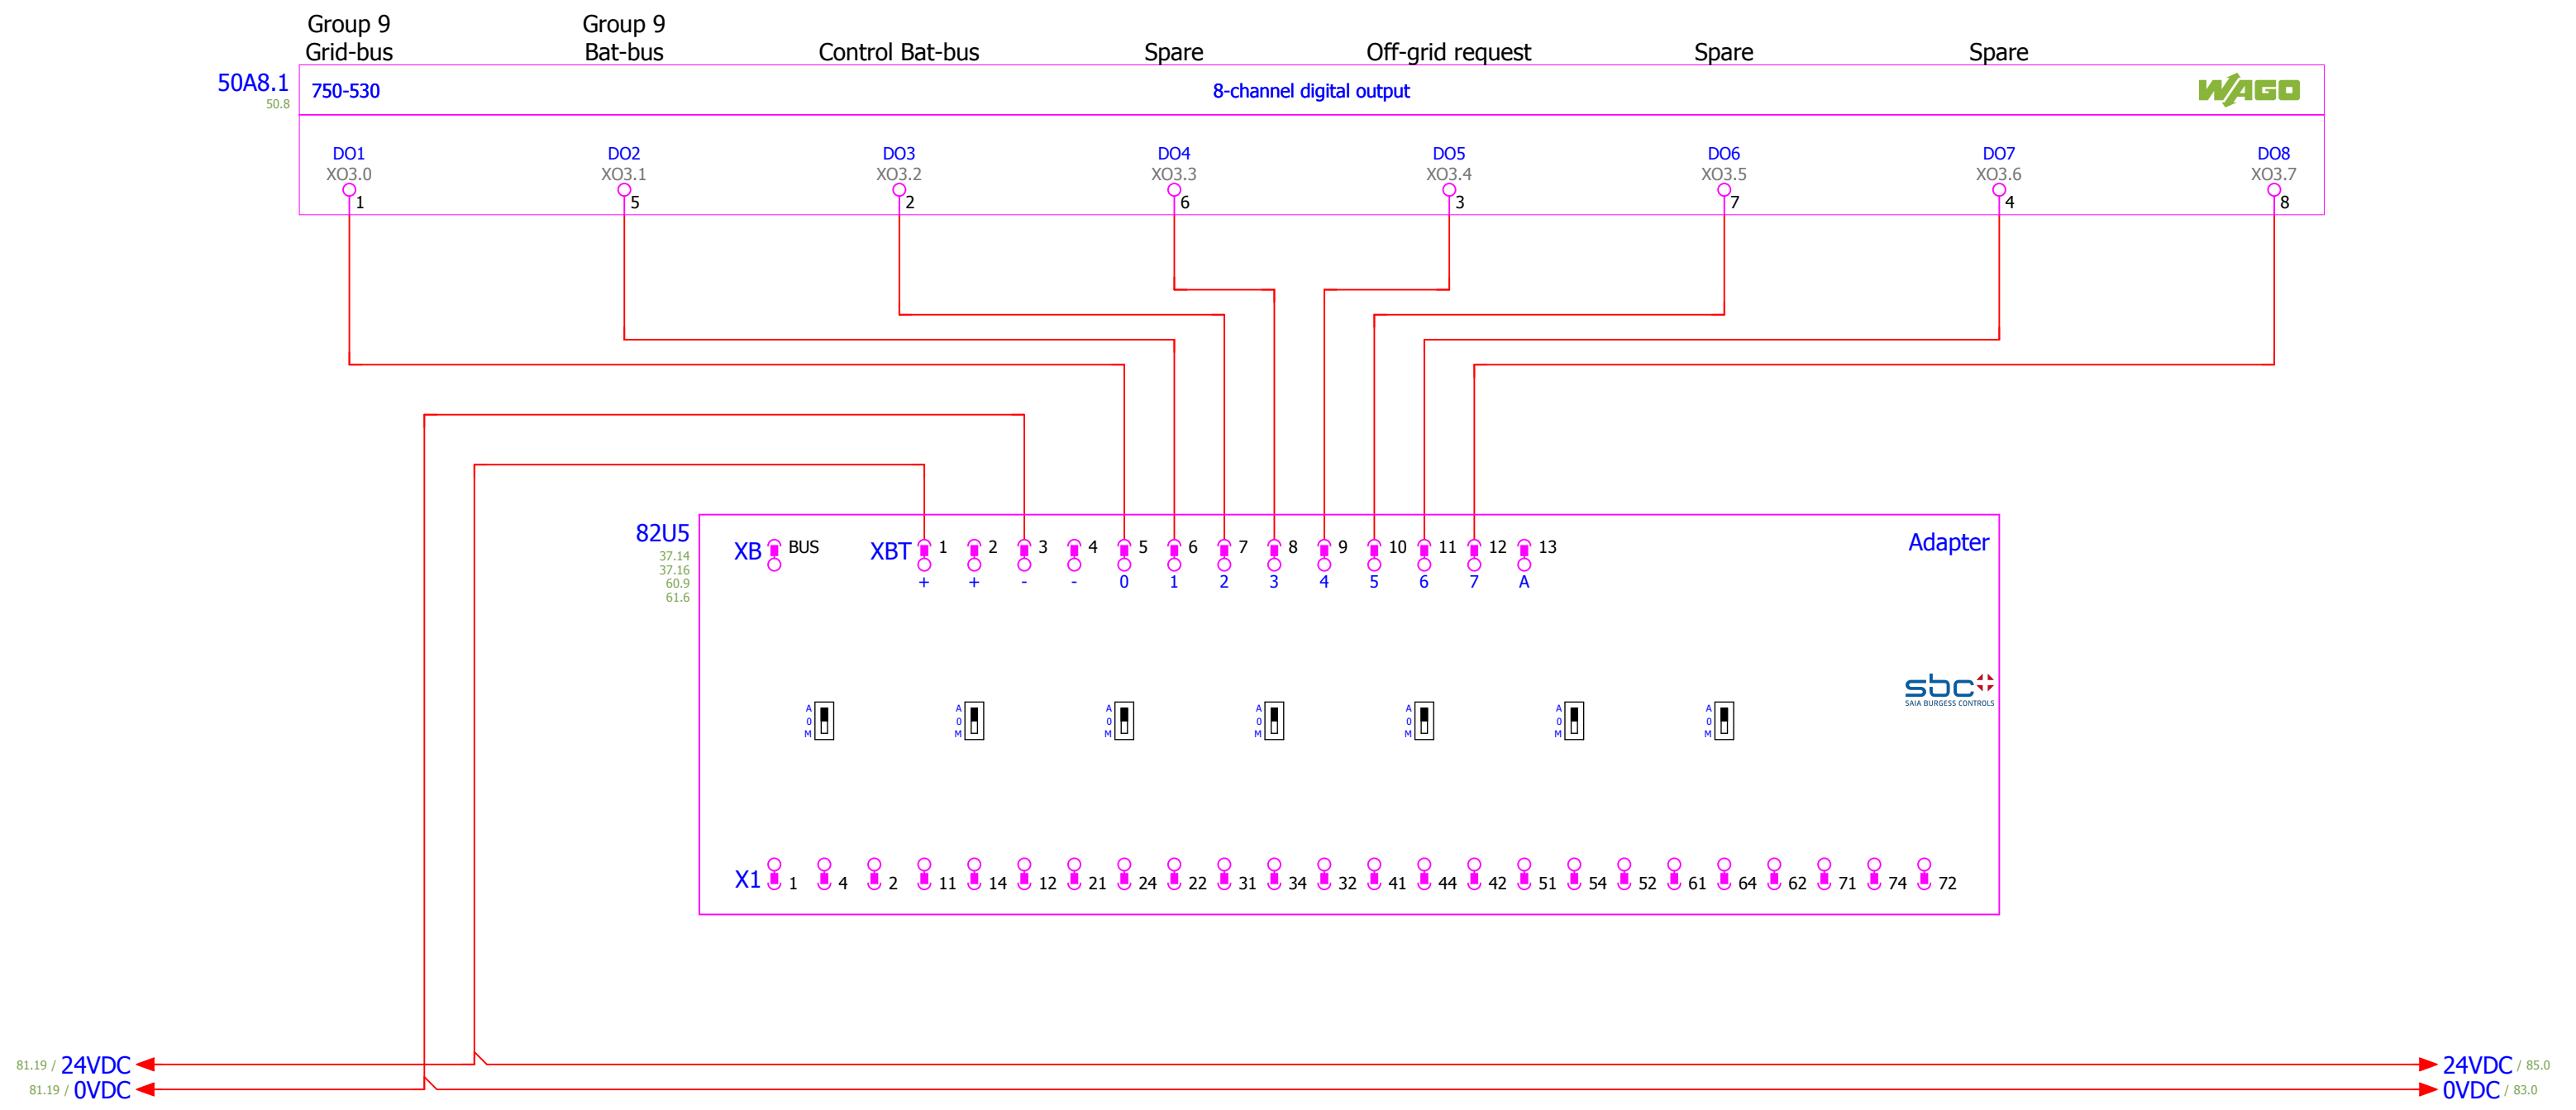 Group 9 Group 9
Grid-bus Bat-bus Control Bat-bus Spare Off-grid request Spare Spare
50A8.1 750-530 8-channel digital output WAGO
50.8
DO1 DO2 DO3 DO4 DO5 DO6 DO7 DO8
XO3.0 XO3.1 XO3.2 XO3.3 XO3.4 XO3.5 XO3.6 XO3.7
1 5 2 6 3 7 4 8
82U5 Adapter
XB BUS XBT 1 2 3 4 5 6 7 8 9 10 11 12 13
37.14
37.16
60.9
61.6
+ + - - 0 1 2 3 4 5 6 7 A
sbc
SAIA BURGESS CONTROLS
A A A A A A A
0 0 0 0 0 0 0
M M M M M M M
X1 1 4 2 11 14 12 21 24 22 31 34 32 41 44 42 51 54 52 61 64 62 71 74 72
81.19 / 24VDC 24VDC / 85.0
81.19 / 0VDC 0VDC / 83.0